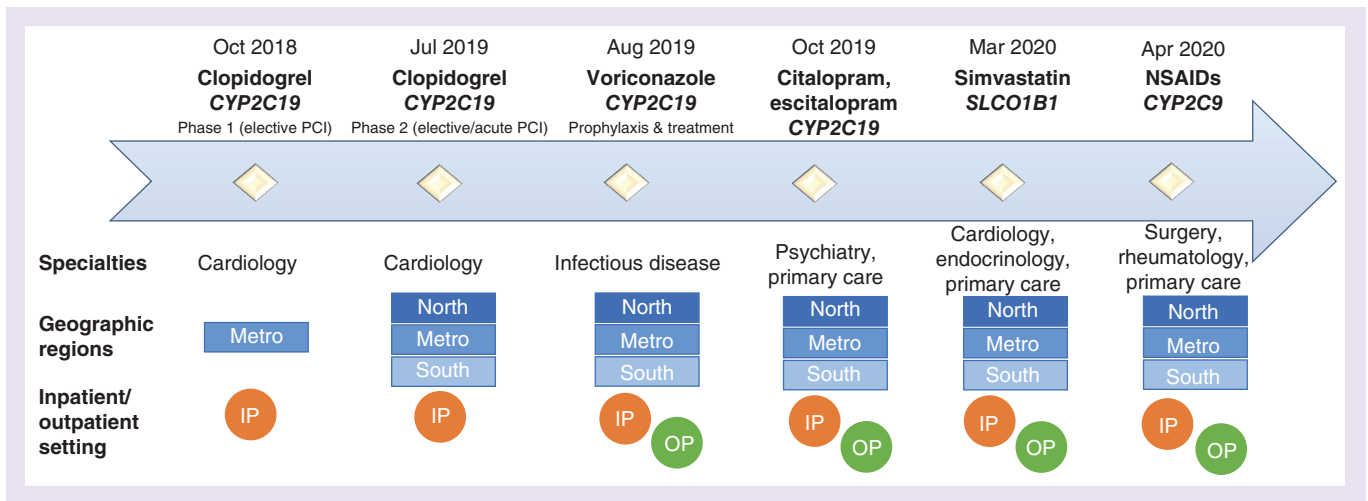 Oct 2018
Clopidogrel
CYP2C19
Phase 1 (elective PCI)
Jul 2019
Clopidogrel
CYP2C19
Phase 2 (elective/acute PCI)
Aug 2019
Voriconazole
CYP2C19
Prophylaxis & treatment
Oct 2019
Citalopram,
escitalopram
CYP2C19
Mar 2020
Simvastatin
SLCO1B1
Apr 2020
NSAIDs
CYP2C9
Specialties
Cardiology
Cardiology
Infectious disease
Psychiatry,
primary care
Cardiology,
endocrinology,
primary care
Surgery,
rheumatology,
primary care
Geographic
regions
Metro
North
Metro
South
North
Metro
South
North
Metro
South
North
Metro
South
North
Metro
South
Inpatient/
outpatient
setting
IP
IP
IP
OP
IP
OP
IP
OP
IP
OP